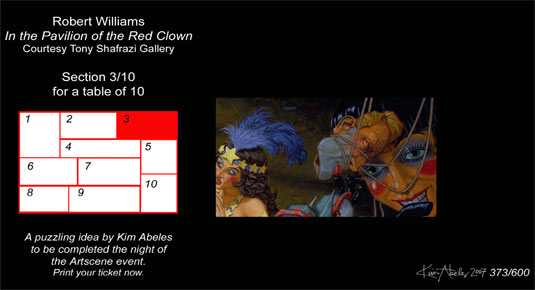 Robert Williams
In the Pavilion of the Red Clown
Courtesy Tony Shafrazi Gallery
Section 3/10
for a table of 10
1
2
3
4
5
6
7
8
9
10
A puzzling idea by Kim Abeles
to be completed the night of
the Artscene event.
Print your ticket now.
Kim Abeles 2007 373/600